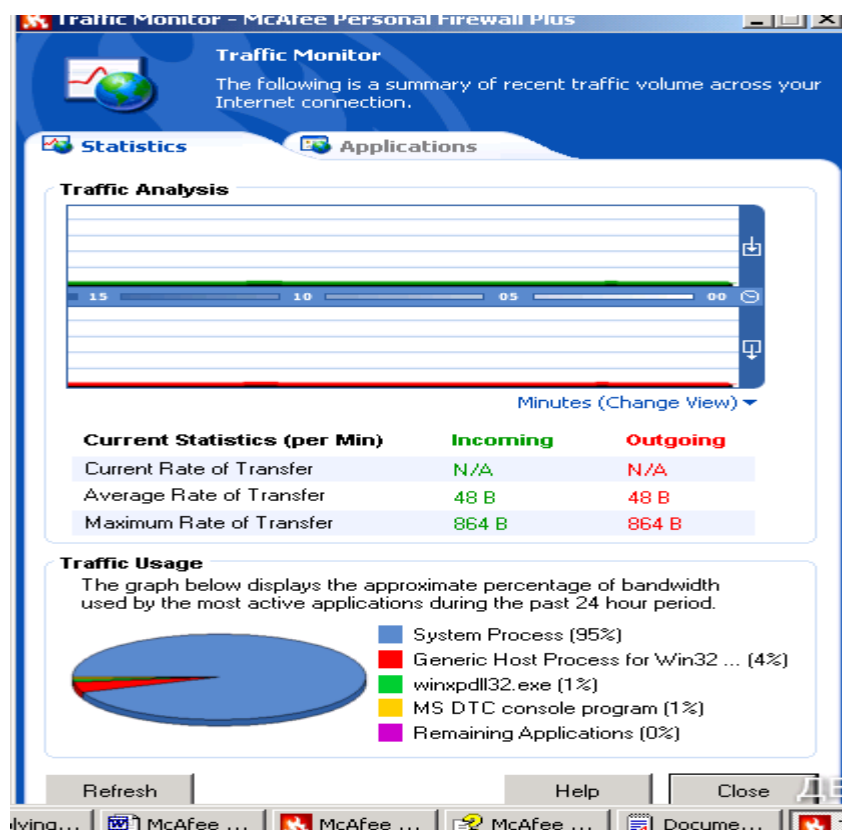 Traffic Monitor - McAfee Personal Firewall Plus
Traffic Monitor
The following is a summary of recent traffic volume across your
Internet connection.
Statistics Applications
Traffic Analysis
15 10 05 00
Minutes (Change View)
Current Statistics (per Min) Incoming Outgoing
Current Rate of Transfer N/A N/A
Average Rate of Transfer 48 B 48 B
Maximum Rate of Transfer 864 B 864 B
Traffic Usage
The graph below displays the approximate percentage of bandwidth
used by the most active applications during the past 24 hour period.
System Process (95%)
Generic Host Process for Win32 ... (4%)
winxpdll32.exe (1%)
MS DTC console program (1%)
Remaining Applications (0%)
Refresh Help Close
lving... McAfee ... McAfee ... McAfee ... Docume...